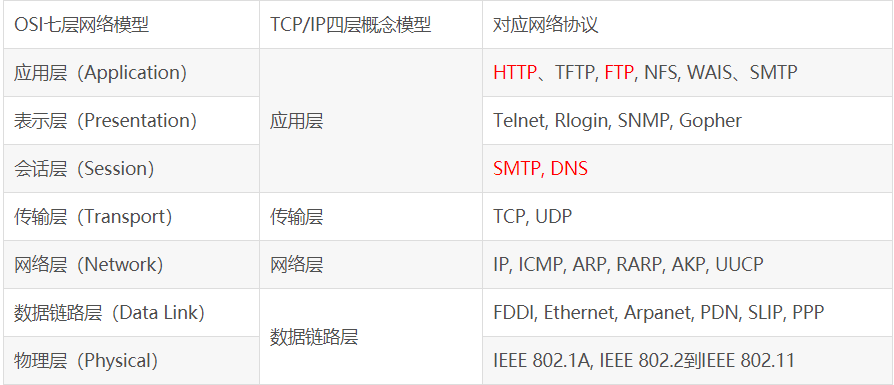 OSI七层网络模型 TCP/IP四层概念模型 对应网络协议
应用层（Application） 应用层 HTTP、TFTP, FTP, NFS, WAIS、SMTP
表示层（Presentation） Telnet, Rlogin, SNMP, Gopher
会话层（Session） SMTP, DNS
传输层（Transport） 传输层 TCP, UDP
网络层（Network） 网络层 IP, ICMP, ARP, RARP, AKP, UUCP
数据链路层（Data Link） 数据链路层 FDDI, Ethernet, Arpanet, PDN, SLIP, PPP
物理层（Physical） IEEE 802.1A, IEEE 802.2到IEEE 802.11